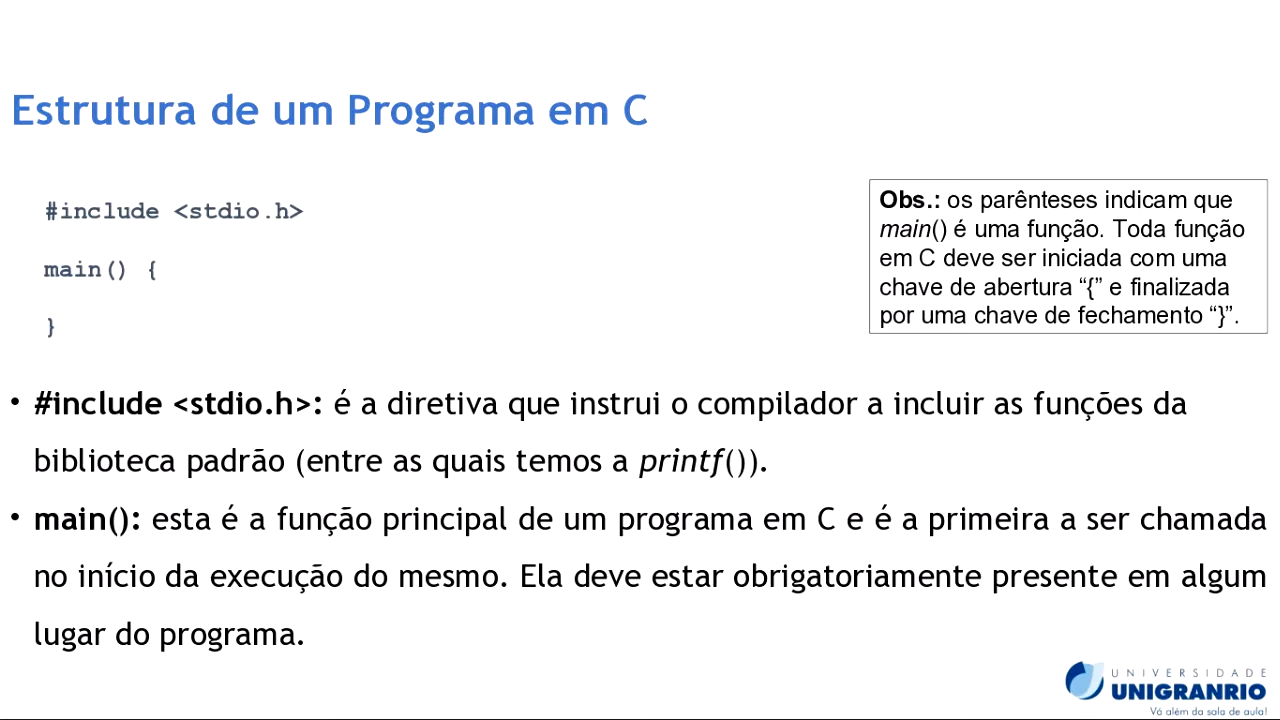 Estrutura de um Programa em C
#include <stdio.h>
main() {
}
Obs.: os parênteses indicam que
main() é uma função. Toda função
em C deve ser iniciada com uma
chave de abertura “{” e finalizada
por uma chave de fechamento “}”.
• #include <stdio.h>: é a diretiva que instrui o compilador a incluir as funções da
biblioteca padrão (entre as quais temos a printf()).
• main(): esta é a função principal de um programa em C e é a primeira a ser chamada
no início da execução do mesmo. Ela deve estar obrigatoriamente presente em algum
lugar do programa.
UNIVERSIDADE
UNIGRANRIO
Vá além da sala de aula!